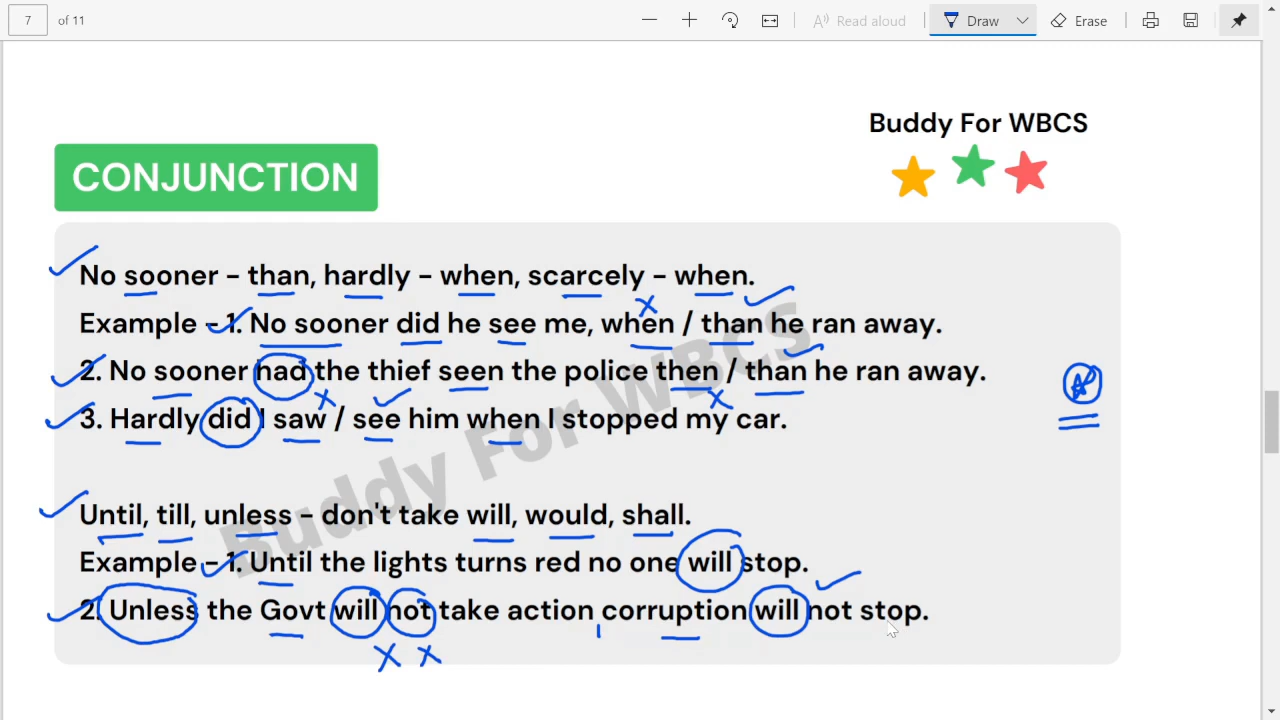 7 of 11 Read aloud Draw Erase
Buddy For WBCS
CONJUNCTION
No sooner - than, hardly - when, scarcely - when.
Example - 1. No sooner did he see me, when / than he ran away.
2. No sooner had the thief seen the police then / than he ran away.
3. Hardly did I saw / see him when I stopped my car.
Until, till, unless - don't take will, would, shall.
Example - 1. Until the lights turns red no one will stop.
2. Unless the Govt will not take action corruption will not stop.
Buddy For WBCS